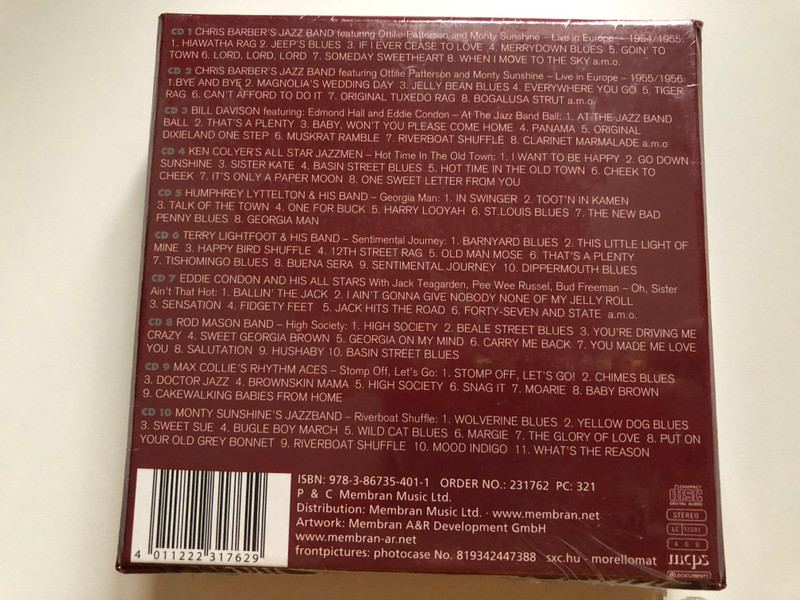 CD 1 CHRIS BARBER'S JAZZ BAND featuring Ottilie Patterson and Monty Sunshine – Live in Europe – 1954/1955:
1. HIAWATHA RAG 2. JEEP'S BLUES 3. IF I EVER CEASE TO LOVE 4. MERRYDOWN BLUES 5. GOIN' TO
TOWN 6. LORD, LORD, LORD 7. SOMEDAY SWEETHEART 8. WHEN I MOVE TO THE SKY a.m.o.
CD 2 CHRIS BARBER'S JAZZ BAND featuring Ottilie Patterson and Monty Sunshine – Live in Europe – 1955/1956:
1.BYE AND BYE 2. MAGNOLIA'S WEDDING DAY 3. JELLY BEAN BLUES 4. EVERYWHERE YOU GO 5. TIGER
RAG 6. CAN'T AFFORD TO DO IT 7. ORIGINAL TUXEDO RAG 8. BOGALUSA STRUT a.m.o.
CD 3 BILL DAVISON featuring: Edmond Hall and Eddie Condon – At The Jazz Band Ball: 1. AT THE JAZZ BAND
BALL 2. THAT'S A PLENTY 3. BABY, WON'T YOU PLEASE COME HOME 4. PANAMA 5. ORIGINAL
DIXIELAND ONE STEP 6. MUSKRAT RAMBLE 7. RIVERBOAT SHUFFLE 8. CLARINET MARMALADE a.m.o
CD 4 KEN COLYER'S ALL STAR JAZZMEN – Hot Time In The Old Town: 1. I WANT TO BE HAPPY 2. GO DOWN
SUNSHINE 3. SISTER KATE 4. BASIN STREET BLUES 5. HOT TIME IN THE OLD TOWN 6. CHEEK TO
CHEEK 7. IT'S ONLY A PAPER MOON 8. ONE SWEET LETTER FROM YOU
CD 5 HUMPHREY LYTTELTON & HIS BAND – Georgia Man: 1. IN SWINGER 2. TOOT'N IN KAMEN
3. TALK OF THE TOWN 4. ONE FOR BUCK 5. HARRY LOOYAH 6. ST.LOUIS BLUES 7. THE NEW BAD
PENNY BLUES 8. GEORGIA MAN
CD 6 TERRY LIGHTFOOT & HIS BAND – Sentimental Journey: 1. BARNYARD BLUES 2. THIS LITTLE LIGHT OF
MINE 3. HAPPY BIRD SHUFFLE 4. 12TH STREET RAG 5. OLD MAN MOSE 6. THAT'S A PLENTY
7. TISHOMINGO BLUES 8. BUENA SERA 9. SENTIMENTAL JOURNEY 10. DIPPERMOUTH BLUES
CD 7 EDDIE CONDON AND HIS ALL STARS With Jack Teagarden, Pee Wee Russel, Bud Freeman – Oh, Sister
Ain't That Hot: 1. BALLIN' THE JACK 2. I AIN'T GONNA GIVE NOBODY NONE OF MY JELLY ROLL
3. SENSATION 4. FIDGETY FEET 5. JACK HITS THE ROAD 6. FORTY-SEVEN AND STATE a.m.o.
CD 8 ROD MASON BAND – High Society: 1. HIGH SOCIETY 2. BEALE STREET BLUES 3. YOU'RE DRIVING ME
CRAZY 4. SWEET GEORGIA BROWN 5. GEORGIA ON MY MIND 6. CARRY ME BACK 7. YOU MADE ME LOVE
YOU 8. SALUTATION 9. HUSHABY 10. BASIN STREET BLUES
CD 9 MAX COLLIE'S RHYTHM ACES – Stomp Off, Let's Go: 1. STOMP OFF, LET'S GO! 2. CHIMES BLUES
3. DOCTOR JAZZ 4. BROWNSKIN MAMA 5. HIGH SOCIETY 6. SNAG IT 7. MOARIE 8. BABY BROWN
9. CAKEWALKING BABIES FROM HOME
CD 10 MONTY SUNSHINE'S JAZZBAND – Riverboat Shuffle: 1. WOLVERINE BLUES 2. YELLOW DOG BLUES
3. SWEET SUE 4. BUGLE BOY MARCH 5. WILD CAT BLUES 6. MARGIE 7. THE GLORY OF LOVE 8. PUT ON
YOUR OLD GREY BONNET 9. RIVERBOAT SHUFFLE 10. MOOD INDIGO 11. WHAT'S THE REASON
ISBN: 978-3-86735-401-1 ORDER NO.: 231762 PC: 321
P & C Membran Music Ltd.
Distribution: Membran Music Ltd. · www.membran.net
Artwork: Membran A&R Development GmbH
www.membran-ar.net
frontpictures: photocase No. 819342447388 sxc.hu - morellomat
4 011222 317629
COMPACT
disc
DIGITAL AUDIO
STEREO
LC 12281
A D D
mcps
DOCUMENTS